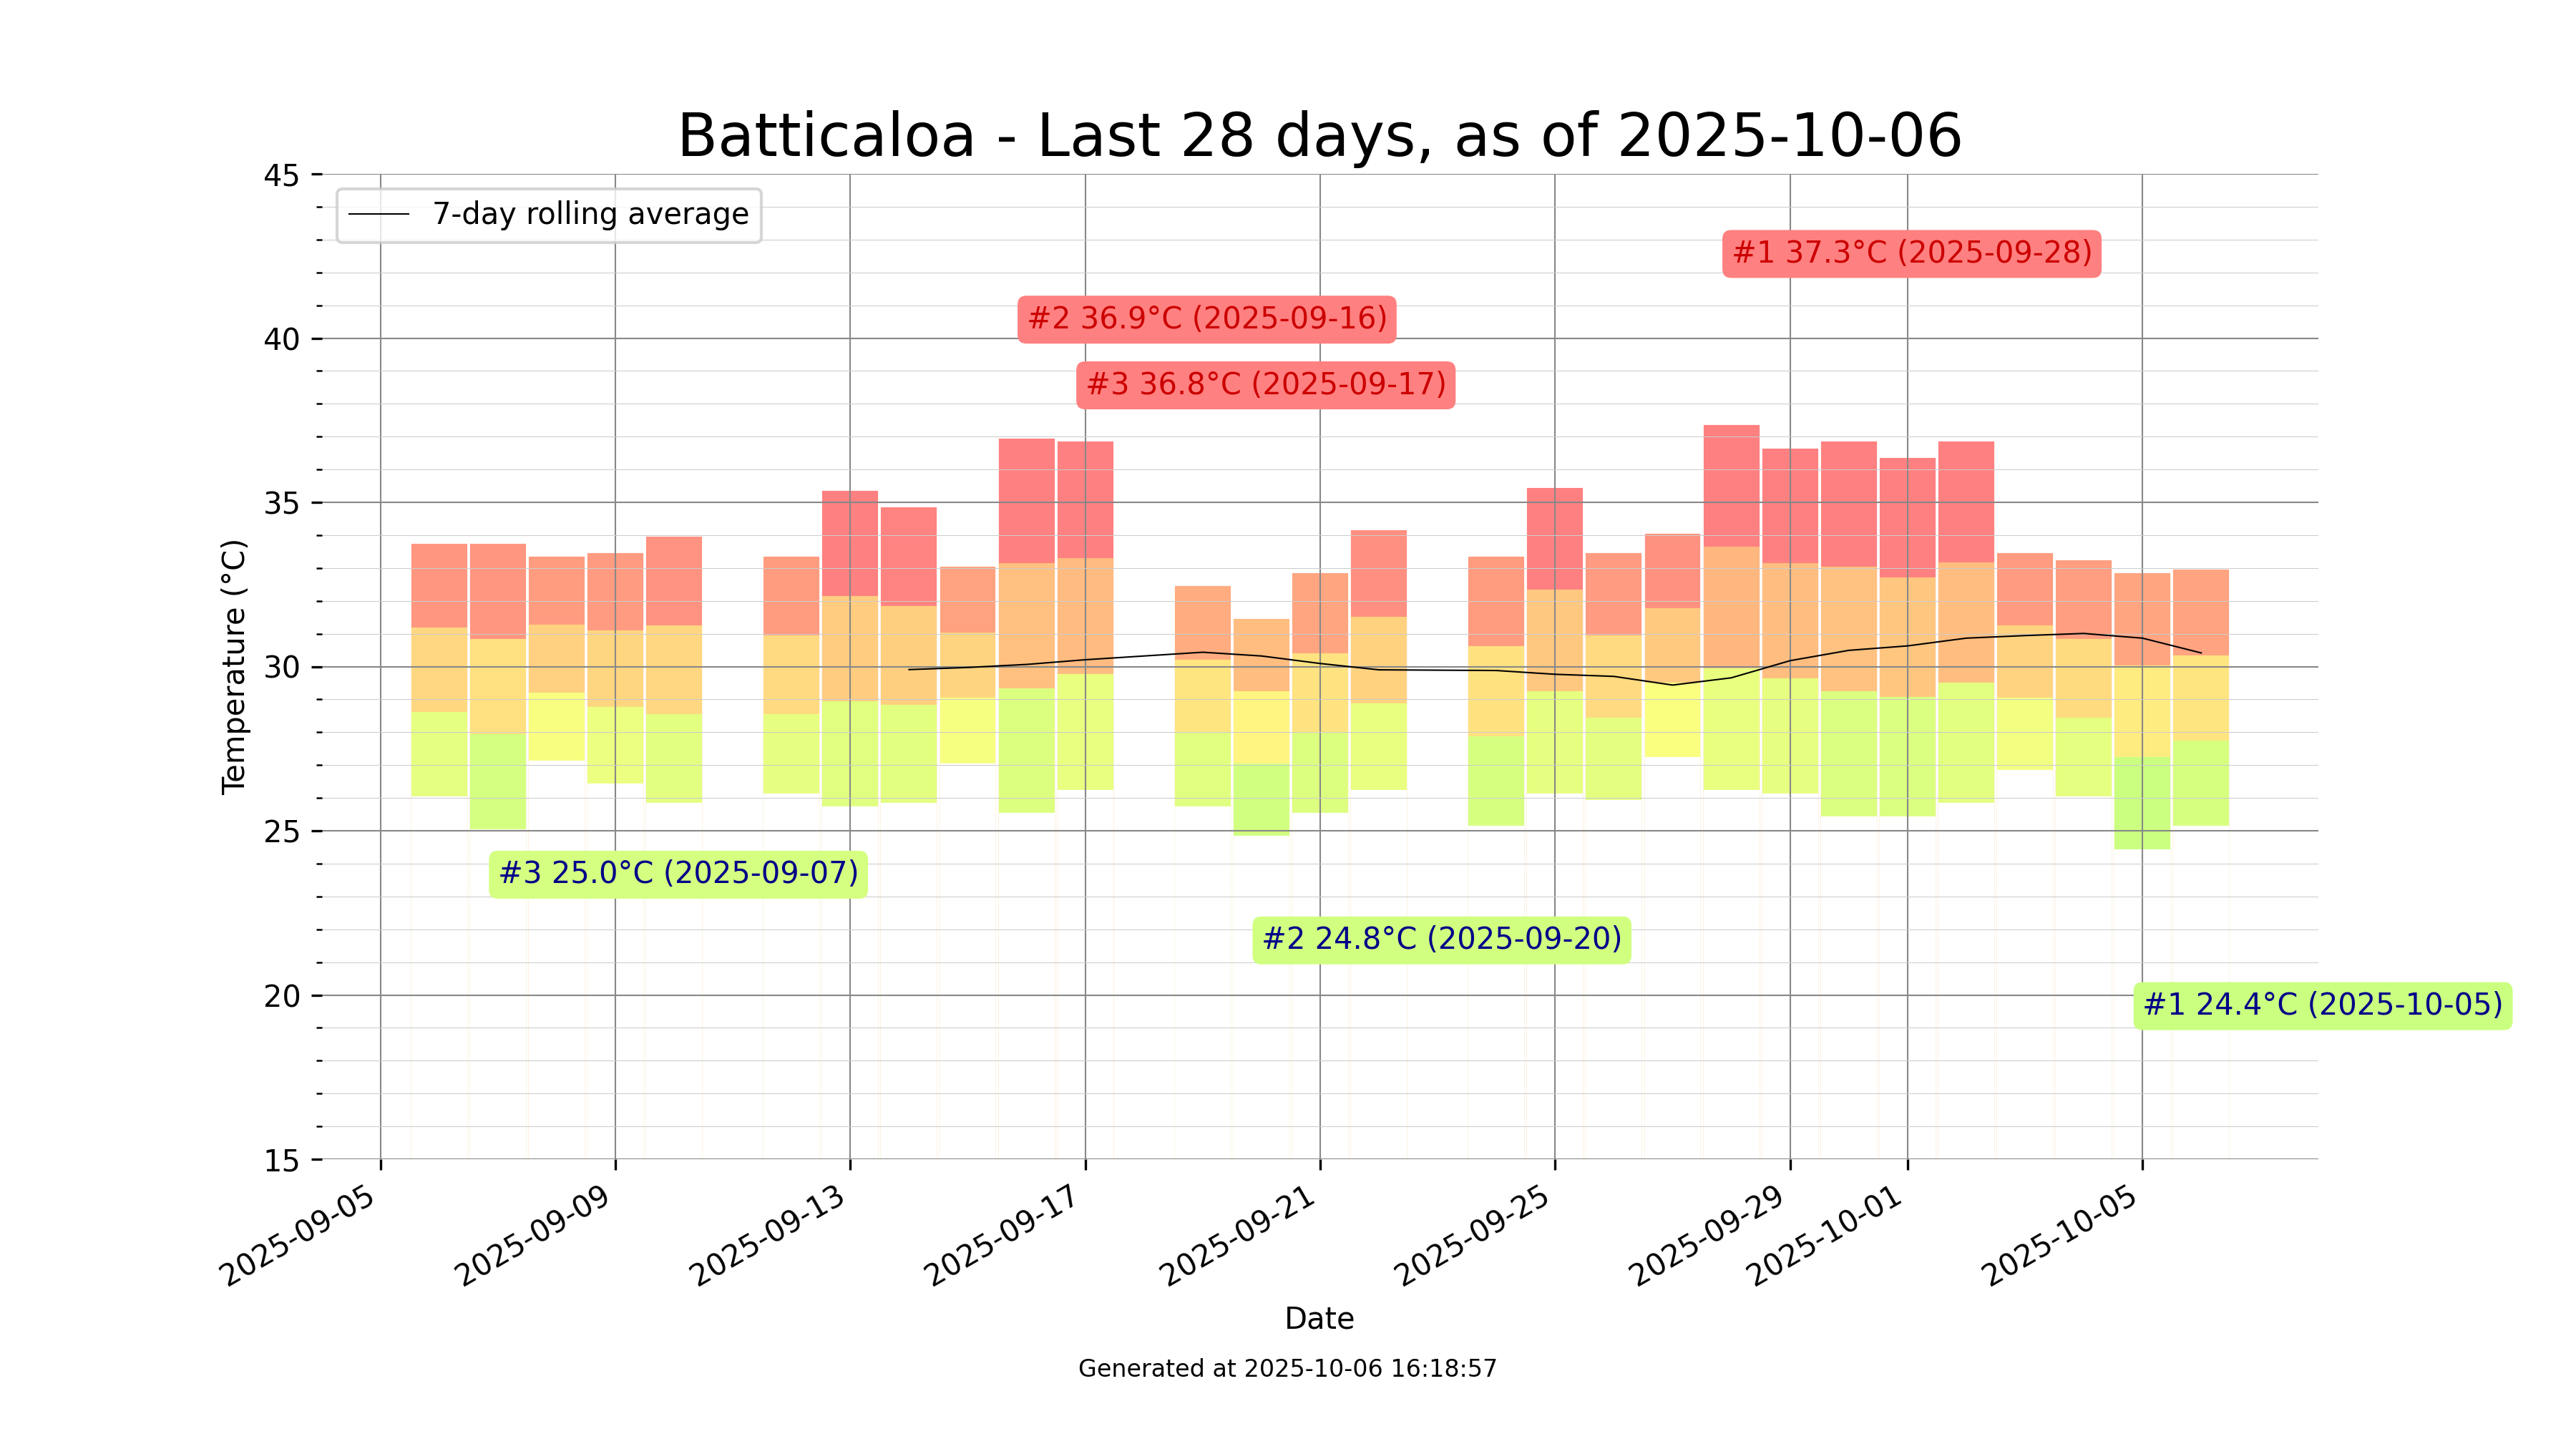 Batticaloa - Last 28 days, as of 2025-10-06
45
7-day rolling average
#1 37.3°C (2025-09-28)
#2 36.9°C (2025-09-16)
40
#3 36.8°C (2025-09-17)
35
Temperature (°C)
30
25
#3 25.0°C (2025-09-07)
#2 24.8°C (2025-09-20)
20
#1 24.4°C (2025-10-05)
15
2025-09-05
2025-09-09
2025-09-13
2025-09-17
2025-09-21
2025-09-25
2025-09-29
2025-10-01
2025-10-05
Date
Generated at 2025-10-06 16:18:57